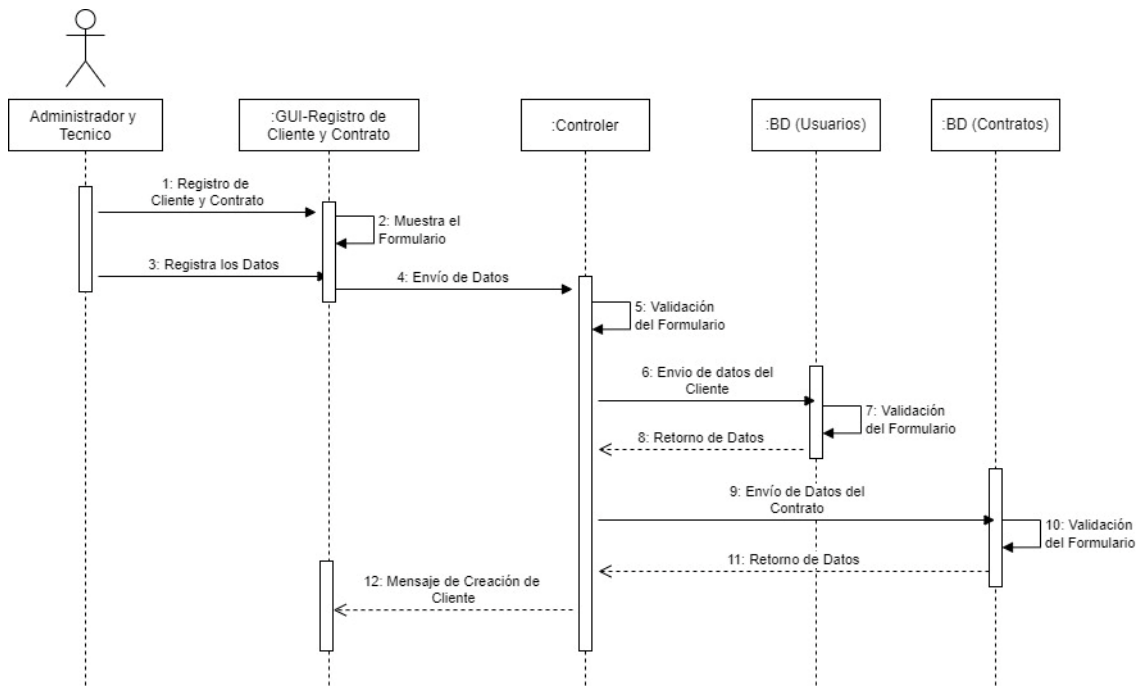 Administrador y
Tecnico
:GUI-Registro de
Cliente y Contrato
:Controler
:BD (Usuarios)
:BD (Contratos)
1: Registro de
Cliente y Contrato
2: Muestra el
Formulario
3: Registra los Datos
4: Envío de Datos
5: Validación
del Formulario
6: Envio de datos del
Cliente
7: Validación
del Formulario
8: Retorno de Datos
9: Envío de Datos del
Contrato
10: Validación
del Formulario
11: Retorno de Datos
12: Mensaje de Creación de
Cliente